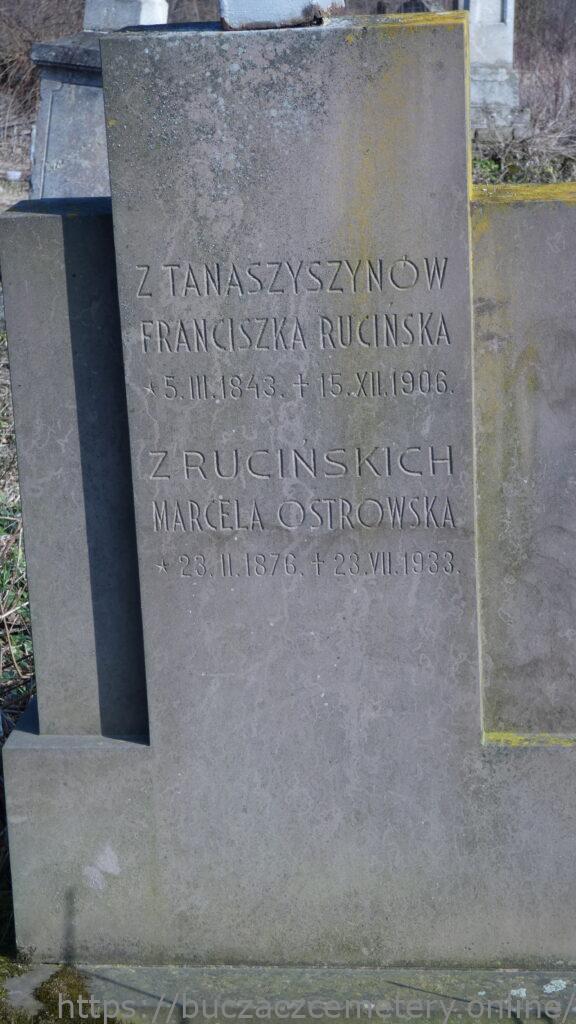 Z TANASZYSZYNÓW
FRANCISZKA RUCIŃSKA
* 5. III. 1843. + 15. XII. 1906.
Z RUCIŃSKICH
MARCELA OSTROWSKA
* 23. II. 1876. + 23. VII. 1933.
https://buczaczcemetery.online/